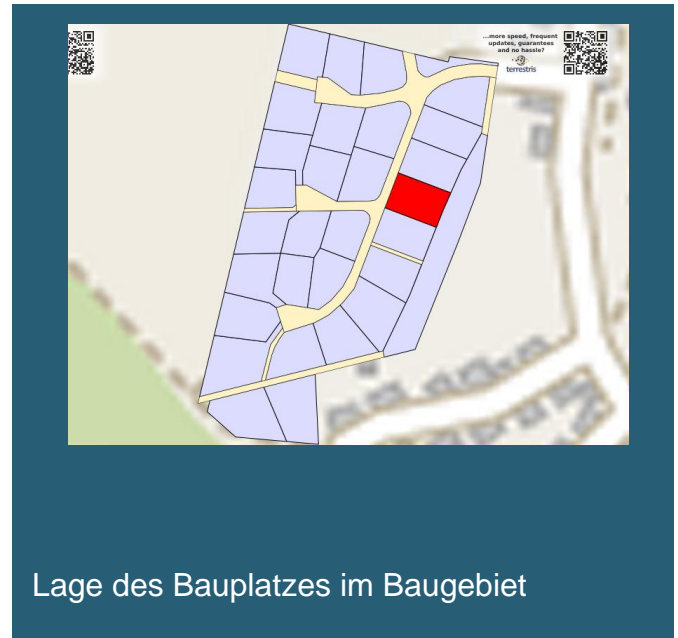 ...more speed, frequent
updates, guarantees
and no hassle?
terrestris
Lage des Bauplatzes im Baugebiet